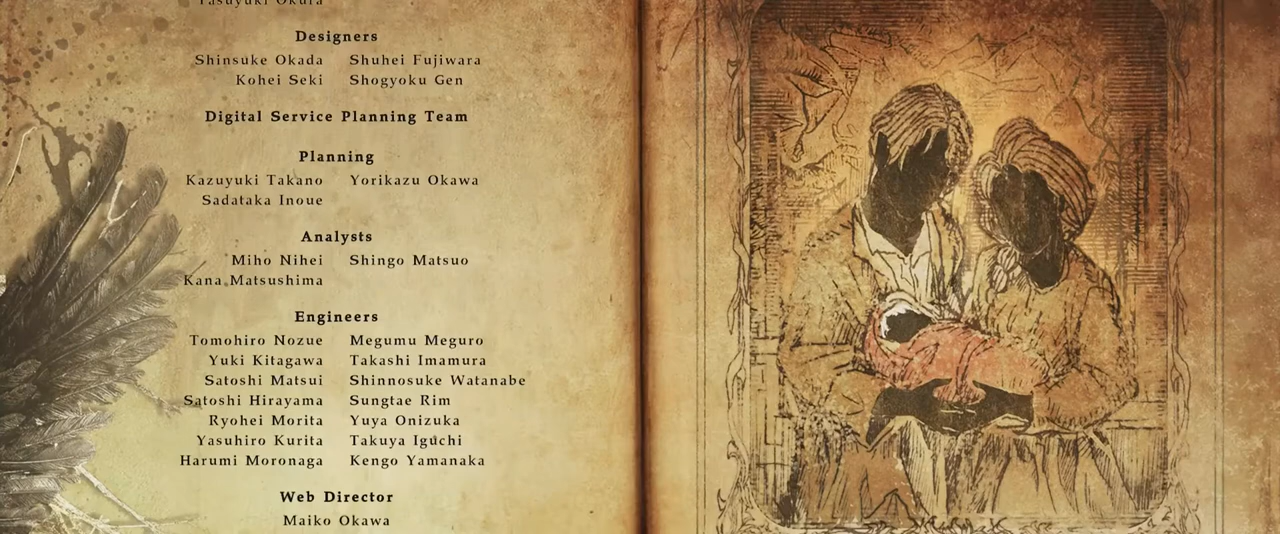 Yasuyuki Okura
Designers
Shinsuke Okada Shuhei Fujiwara
Kohei Seki Shogyoku Gen
Digital Service Planning Team
Planning
Kazuyuki Takano Yorikazu Okawa
Sadataka Inoue
Analysts
Miho Nihei Shingo Matsuo
Kana Matsushima
Engineers
Tomohiro Nozue Megumu Meguro
Yuki Kitagawa Takashi Imamura
Satoshi Matsui Shinnosuke Watanabe
Satoshi Hirayama Sungtae Rim
Ryohei Morita Yuya Onizuka
Yasuhiro Kurita Takuya Iguchi
Harumi Moronaga Kengo Yamanaka
Web Director
Maiko Okawa